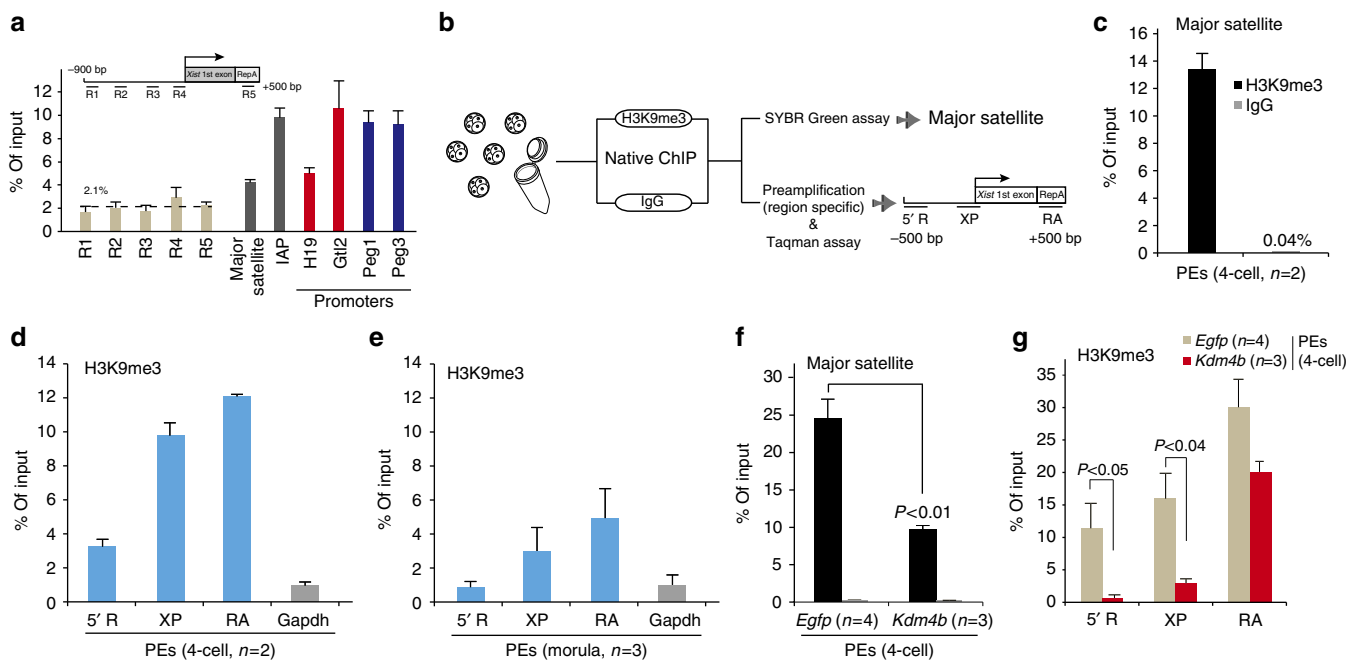 a
−900 bp
Xist 1st exon
RepA
R1 R2 R3 R4 R5
+500 bp
% Of input
12
10
8
6
4
2
0
2.1%
R1 R2 R3 R4 R5 Major satellite IAP H19 Gtl2 Peg1 Peg3
Promoters
b
H3K9me3
Native ChIP
IgG
SYBR Green assay
Major satellite
Preamplification
(region specific)
&
Taqman assay
Xist 1st exon
RepA
5′ R XP RA
−500 bp +500 bp
c
Major satellite
% Of input
16
14
12
10
8
6
4
2
0
H3K9me3
IgG
0.04%
PEs (4-cell, n=2)
d
H3K9me3
% Of input
14
12
10
8
6
4
2
0
5′ R XP RA Gapdh
PEs (4-cell, n=2)
e
H3K9me3
% Of input
14
12
10
8
6
4
2
0
5′ R XP RA Gapdh
PEs (morula, n=3)
f
Major satellite
% Of input
25
20
15
10
5
0
30
P<0.01
Egfp (n=4) Kdm4b (n=3)
PEs (4-cell)
g
H3K9me3
Egfp (n=4)
Kdm4b (n=3)
PEs
(4-cell)
% Of input
35
30
25
20
15
10
5
0
P<0.05
P<0.04
5′ R XP RA